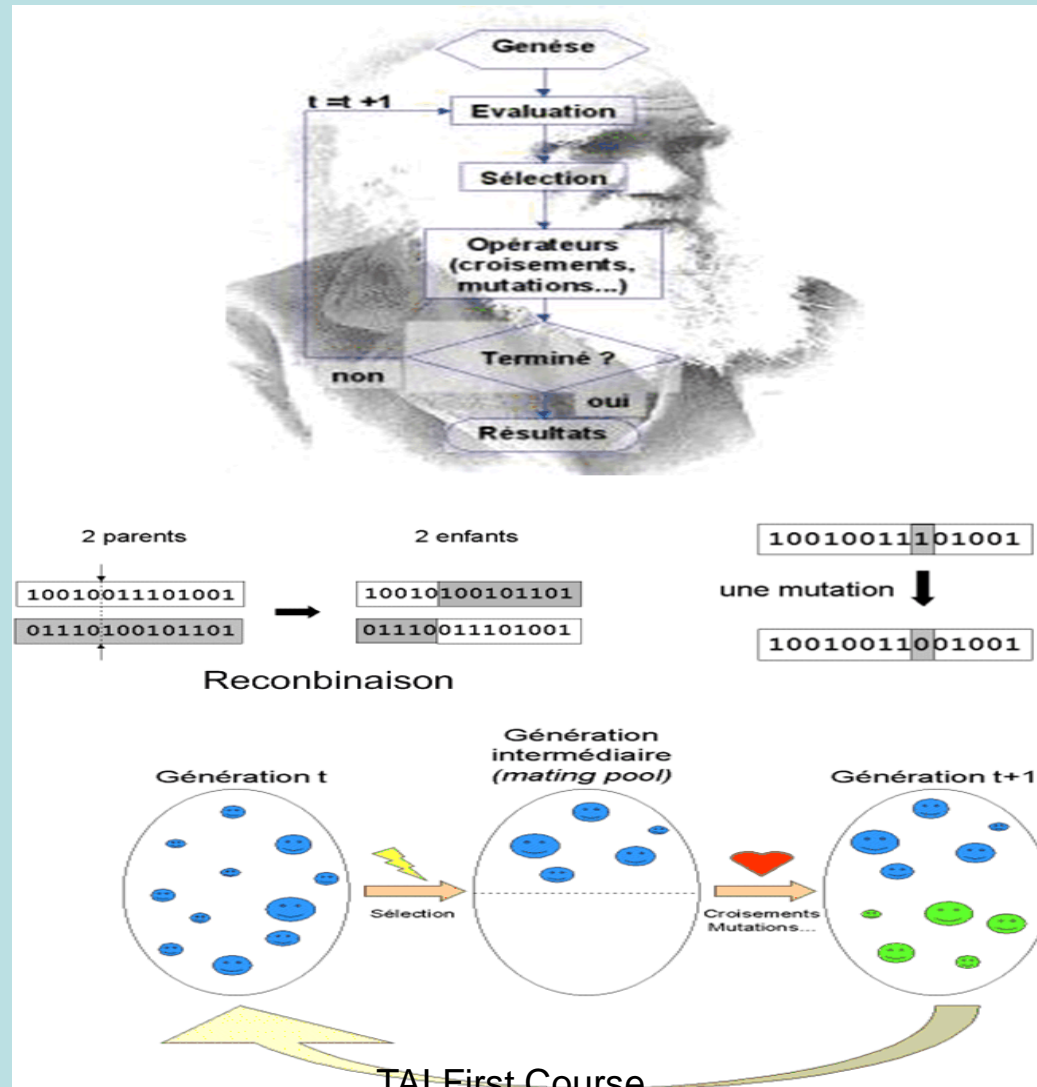 Genése
t =t +1
Evaluation
Sélection
Opérateurs
(croisements,
mutations...)
Terminé ?
non
oui
Résultats
2 parents
2 enfants
10010011101001
01110100101101
10010100101101
01110011101001
Reconbinaison
10010011101001
une mutation
10010011001001
Génération t
Génération
intermédiaire
(mating pool)
Génération t+1
Sélection
Croisements
Mutations...
TAI First Course